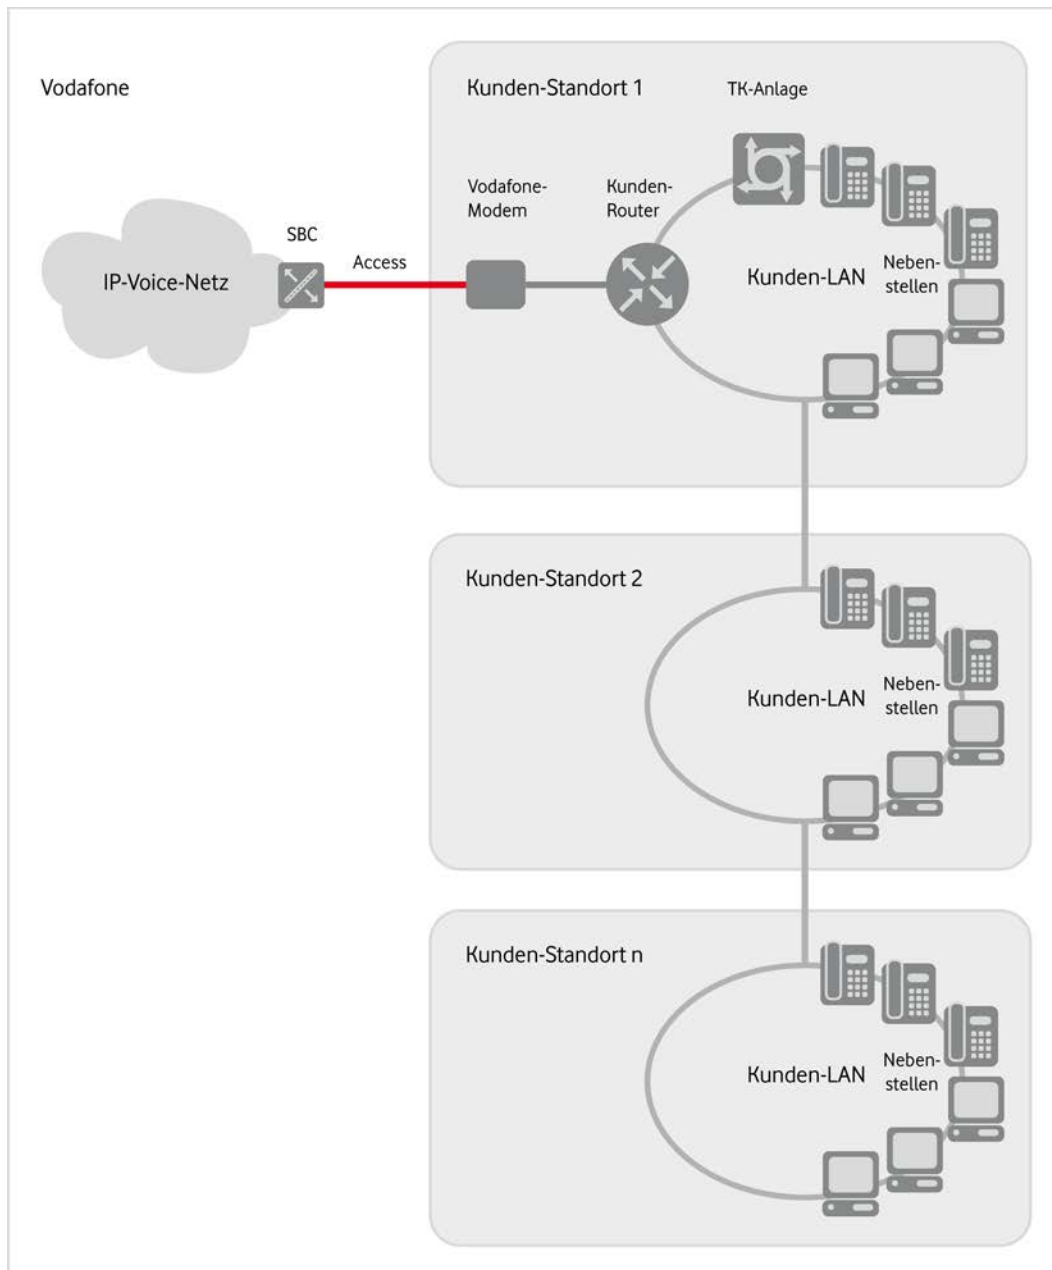 Vodafone
Kunden-Standort 1
TK-Anlage
Vodafone-
Modem
Kunden-
Router
SBC
Access
IP-Voice-Netz
Kunden-LAN
Neben-
stellen
Kunden-Standort 2
Kunden-LAN
Neben-
stellen
Kunden-Standort n
Kunden-LAN
Neben-
stellen